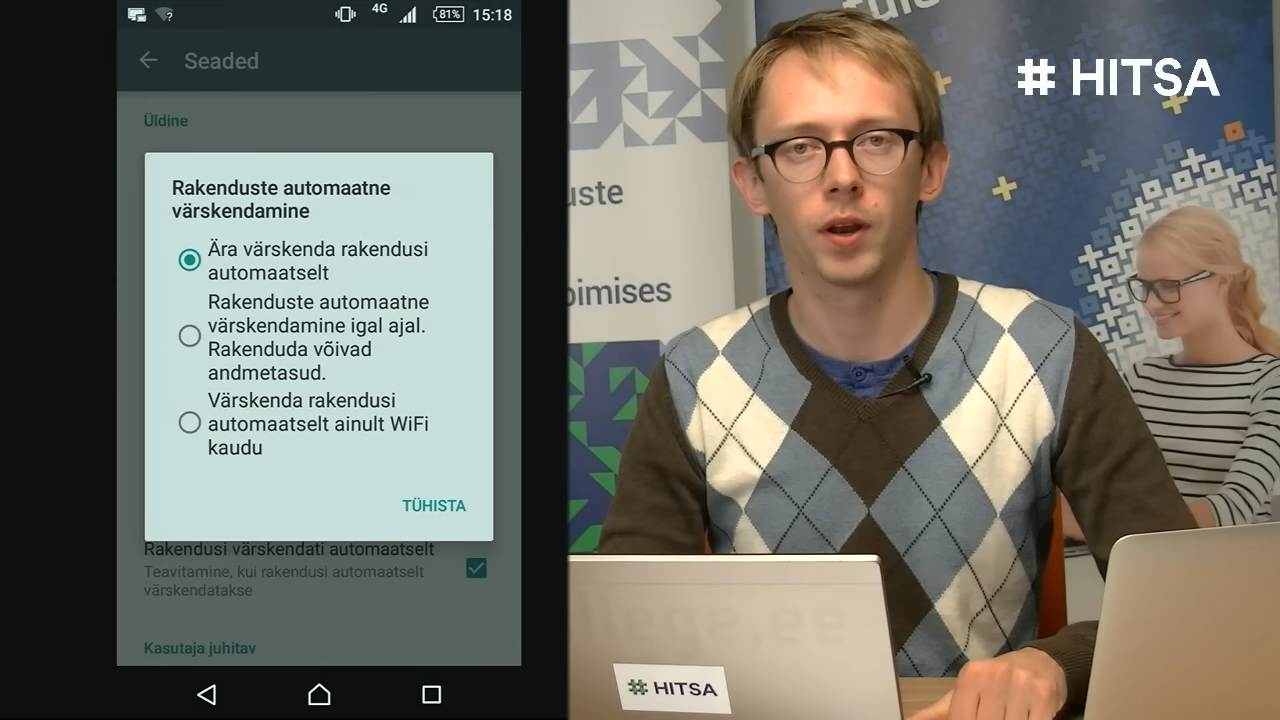 4G
81%
15:18
Seaded
Üldine
Rakenduste automaatne
värskendamine
Ära värskenda rakendusi
automaatselt
Rakenduste automaatne
värskendamine igal ajal.
Rakenduda võivad
andmetasud.
Värskenda rakendusi
automaatselt ainult WiFi
kaudu
TÜHISTA
Rakendusi värskendati automaatselt
Teavitamine, kui rakendusi automaatselt
värskendatakse
Kasutaja juhitav
# HITSA
# HITSA